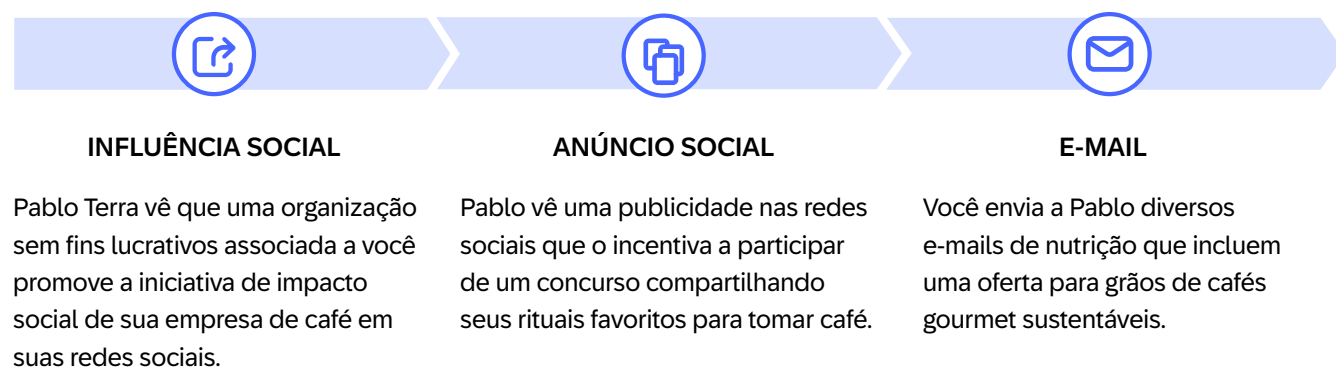 INFLUÊNCIA SOCIAL
Pablo Terra vê que uma organização
sem fins lucrativos associada a você
promove a iniciativa de impacto
social de sua empresa de café em
suas redes sociais.
ANÚNCIO SOCIAL
Pablo vê uma publicidade nas redes
sociais que o incentiva a participar
de um concurso compartilhando
seus rituais favoritos para tomar café.
E-MAIL
Você envia a Pablo diversos
e-mails de nutrição que incluem
uma oferta para grãos de cafés
gourmet sustentáveis.